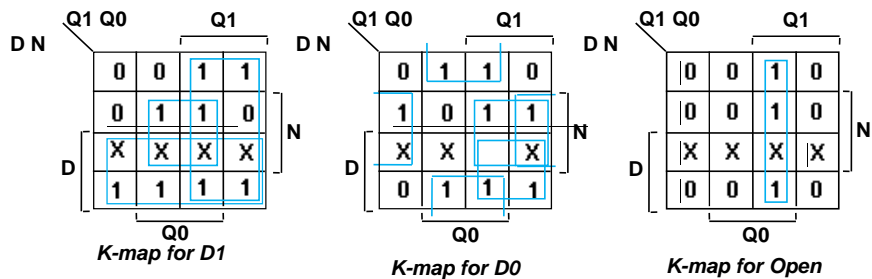 Q1 Q0
Q1
D N
0 0 1 1
0 1 1 0
X X X X
1 1 1 1
N
D
Q0
K-map for D1
Q1 Q0
Q1
D N
0 1 1 0
1 0 1 1
X X X
0 1 1 1
N
D
Q0
K-map for D0
Q1 Q0
Q1
D N
0 0 1 0
0 0 1 0
X X X X
0 0 1 0
N
D
Q0
K-map for Open